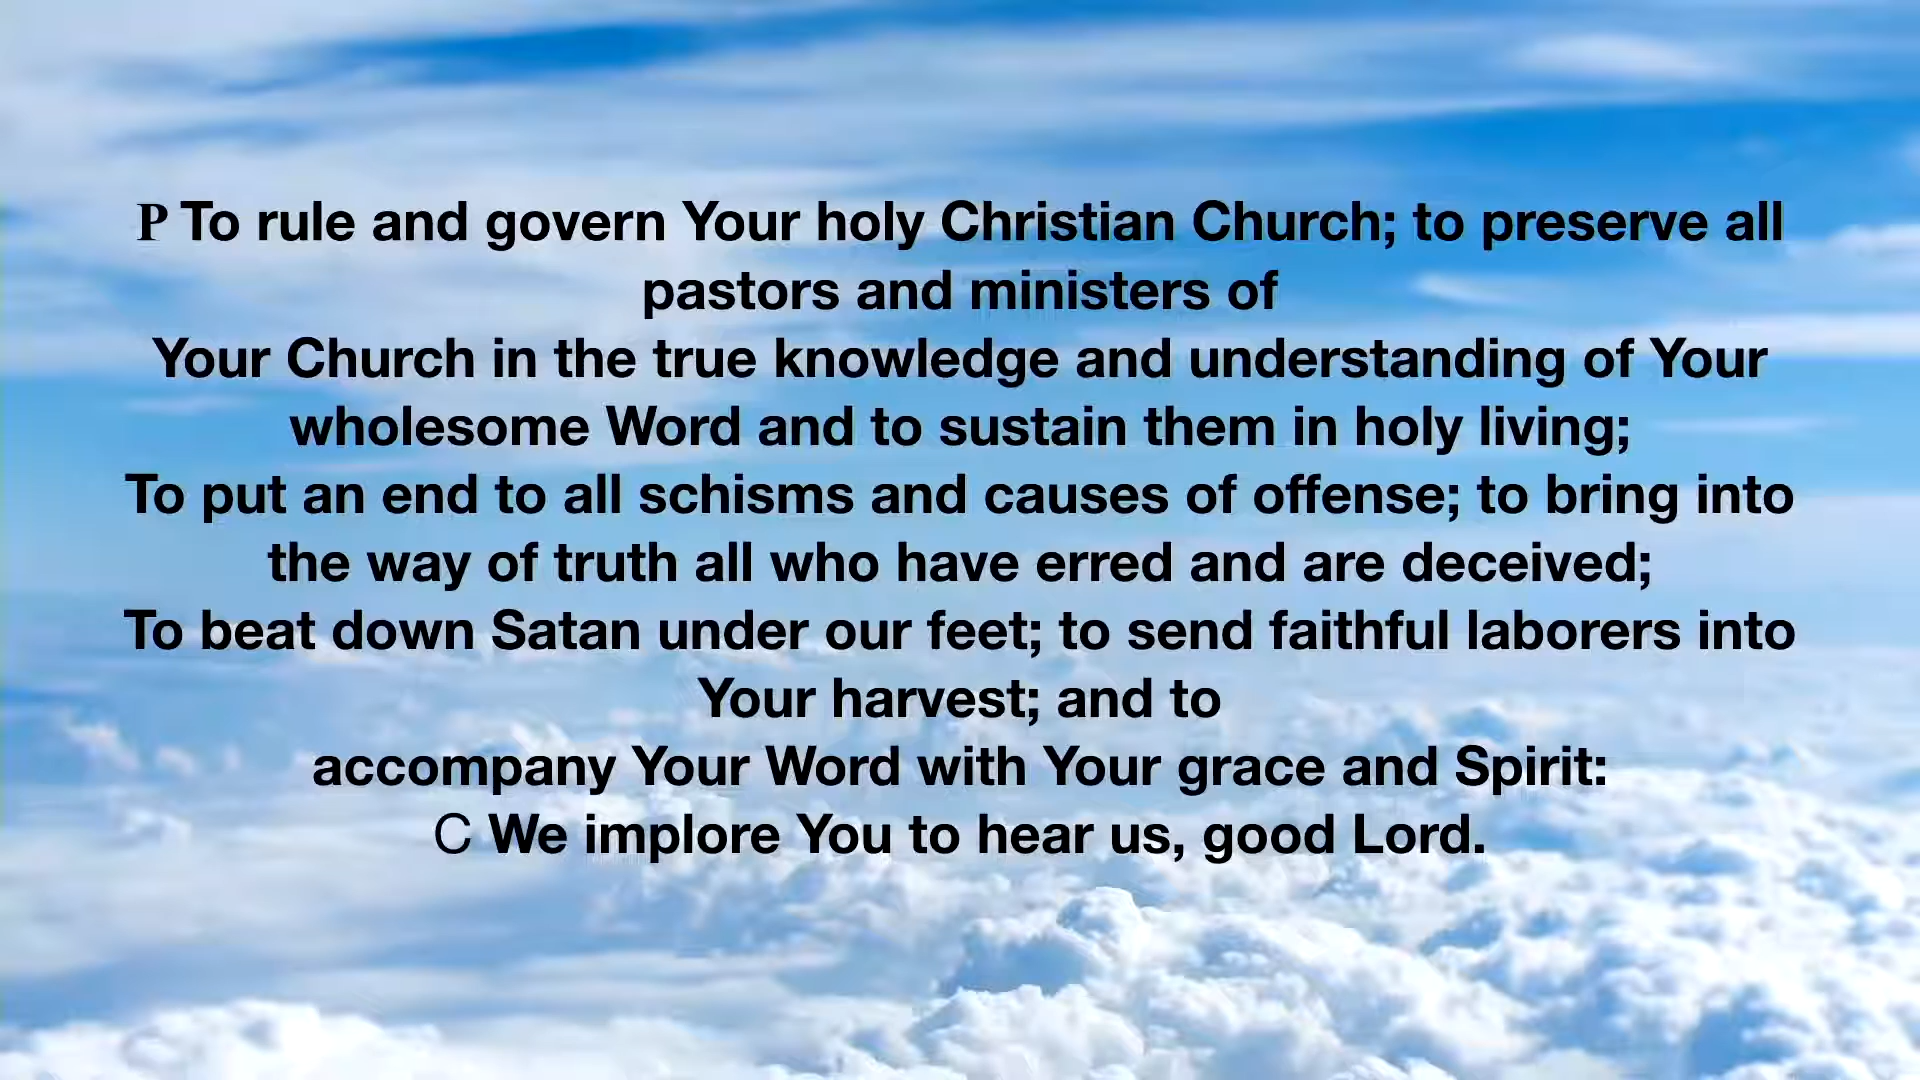 P To rule and govern Your holy Christian Church; to preserve all
pastors and ministers of
Your Church in the true knowledge and understanding of Your
wholesome Word and to sustain them in holy living;
To put an end to all schisms and causes of offense; to bring into
the way of truth all who have erred and are deceived;
To beat down Satan under our feet; to send faithful laborers into
Your harvest; and to
accompany Your Word with Your grace and Spirit:
C We implore You to hear us, good Lord.